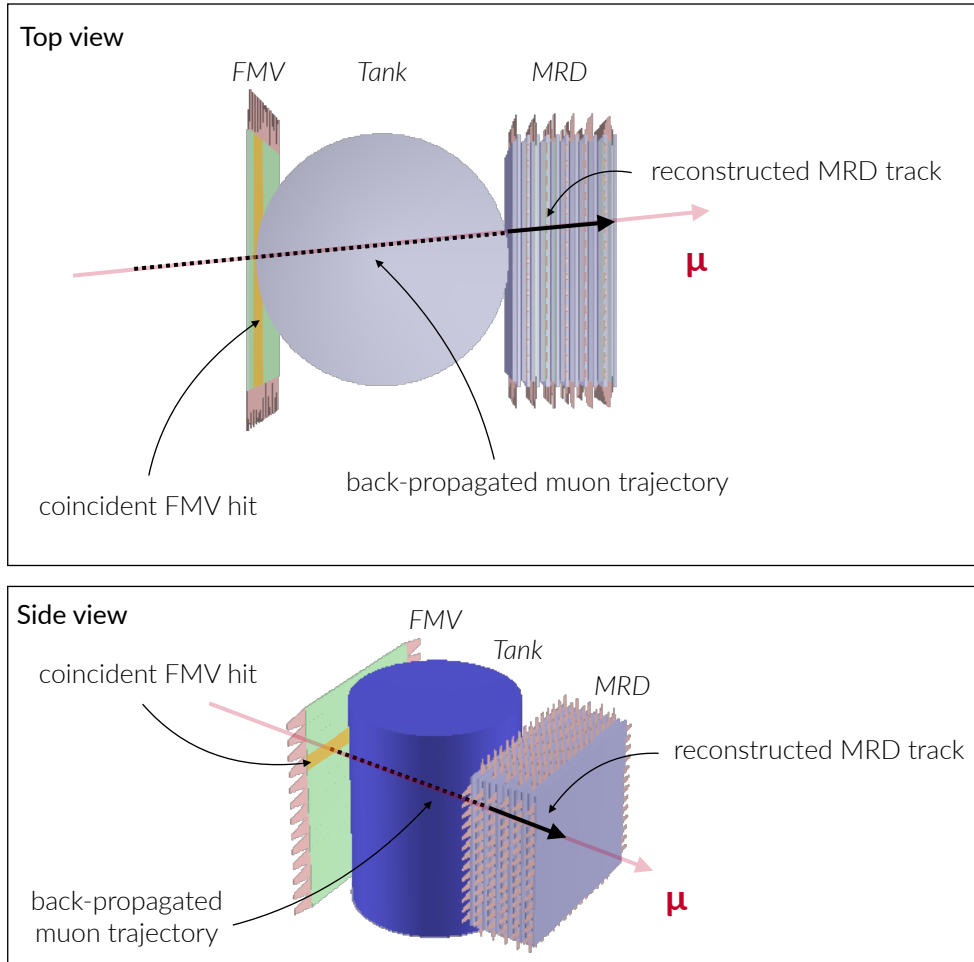 Top view
FMV
Tank
MRD
reconstructed MRD track
μ
back-propagated muon trajectory
coincident FMV hit
Side view
FMV
coincident FMV hit
Tank
MRD
reconstructed MRD track
back-propagated
muon trajectory
μ